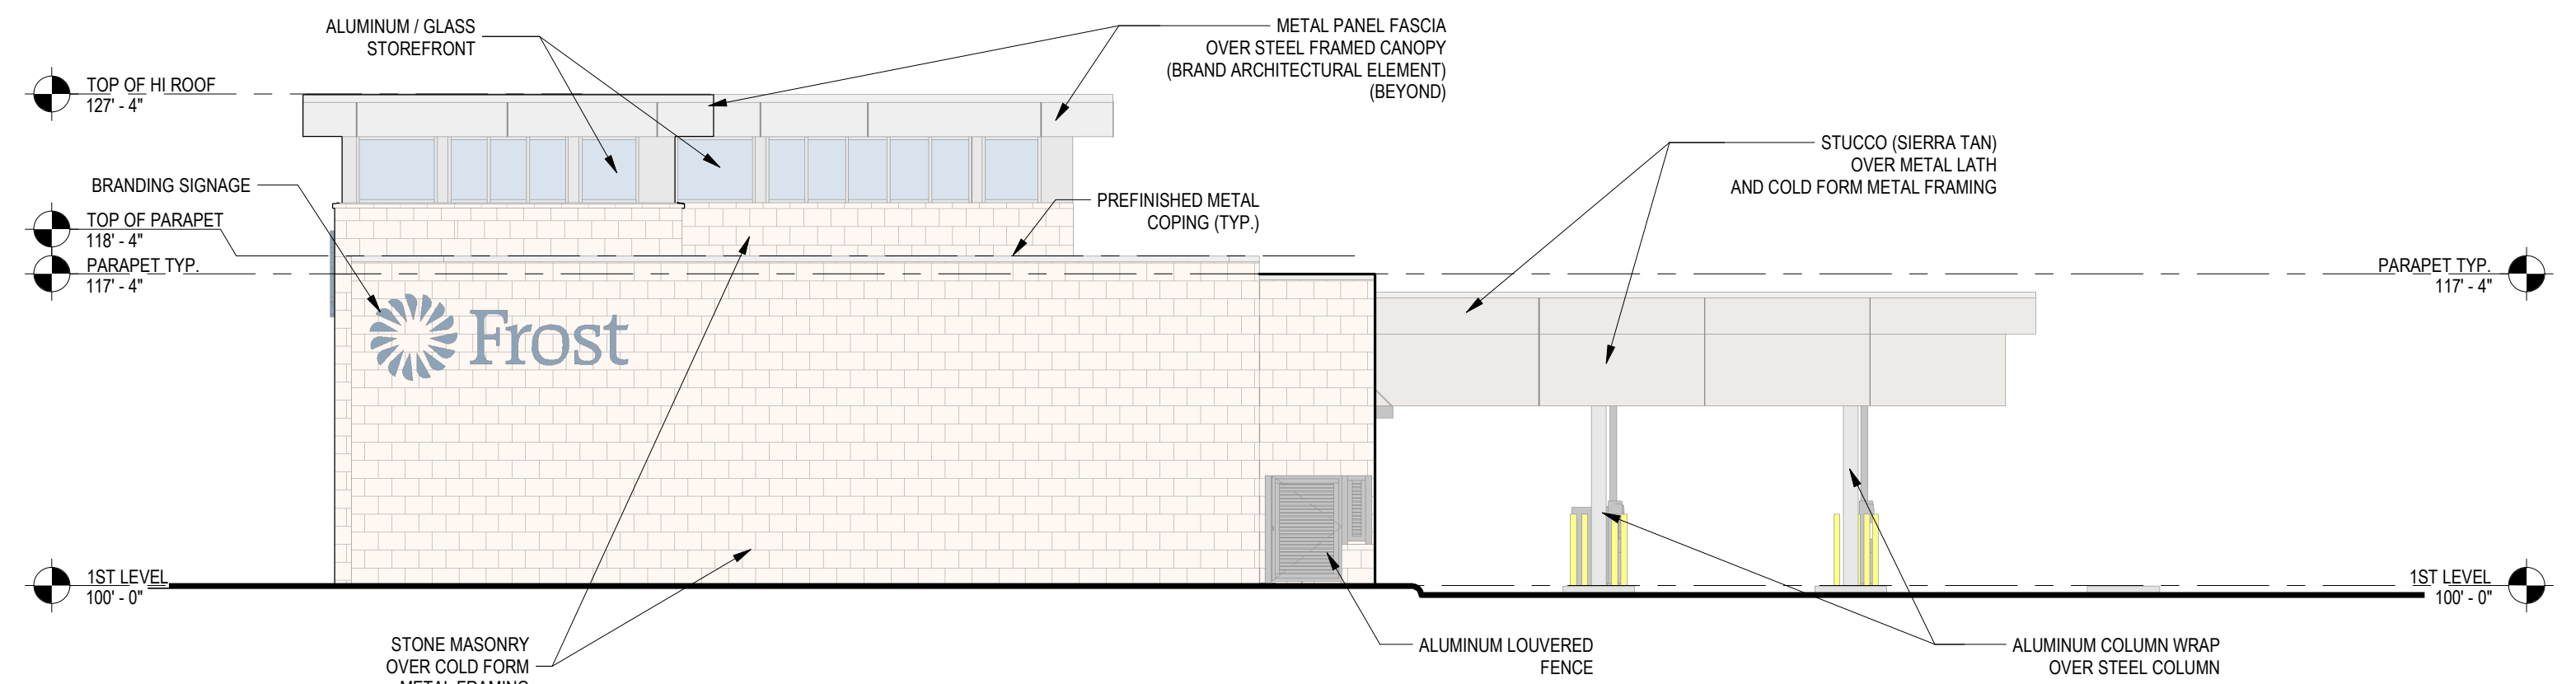 ALUMINUM / GLASS
STOREFRONT
METAL PANEL FASCIA
OVER STEEL FRAMED CANOPY
(BRAND ARCHITECTURAL ELEMENT)
(BEYOND)
TOP OF HI ROOF
127' - 4"
STUCCO (SIERRA TAN)
OVER METAL LATH
AND COLD FORM METAL FRAMING
BRANDING SIGNAGE
PREFINISHED METAL
COPING (TYP.)
TOP OF PARAPET
118' - 4"
PARAPET TYP.
117' - 4"
PARAPET TYP.
117' - 4"
Frost
1ST LEVEL
100' - 0"
1ST LEVEL
100' - 0"
STONE MASONRY
OVER COLD FORM
METAL FRAMING
ALUMINUM LOUVERED
FENCE
ALUMINUM COLUMN WRAP
OVER STEEL COLUMN